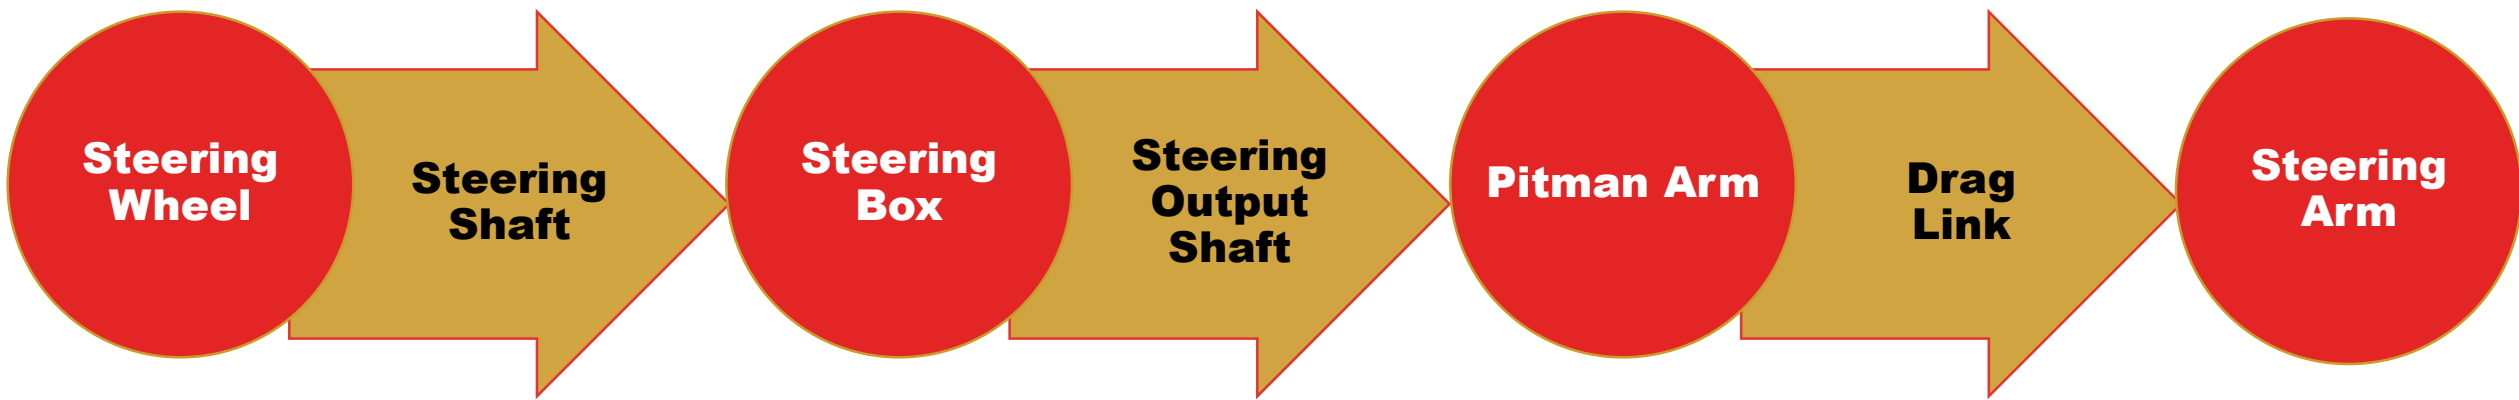 Steering
Wheel
Steering
Shaft
Steering
Box
Steering
Output
Shaft
Pitman Arm
Drag
Link
Steering
Arm